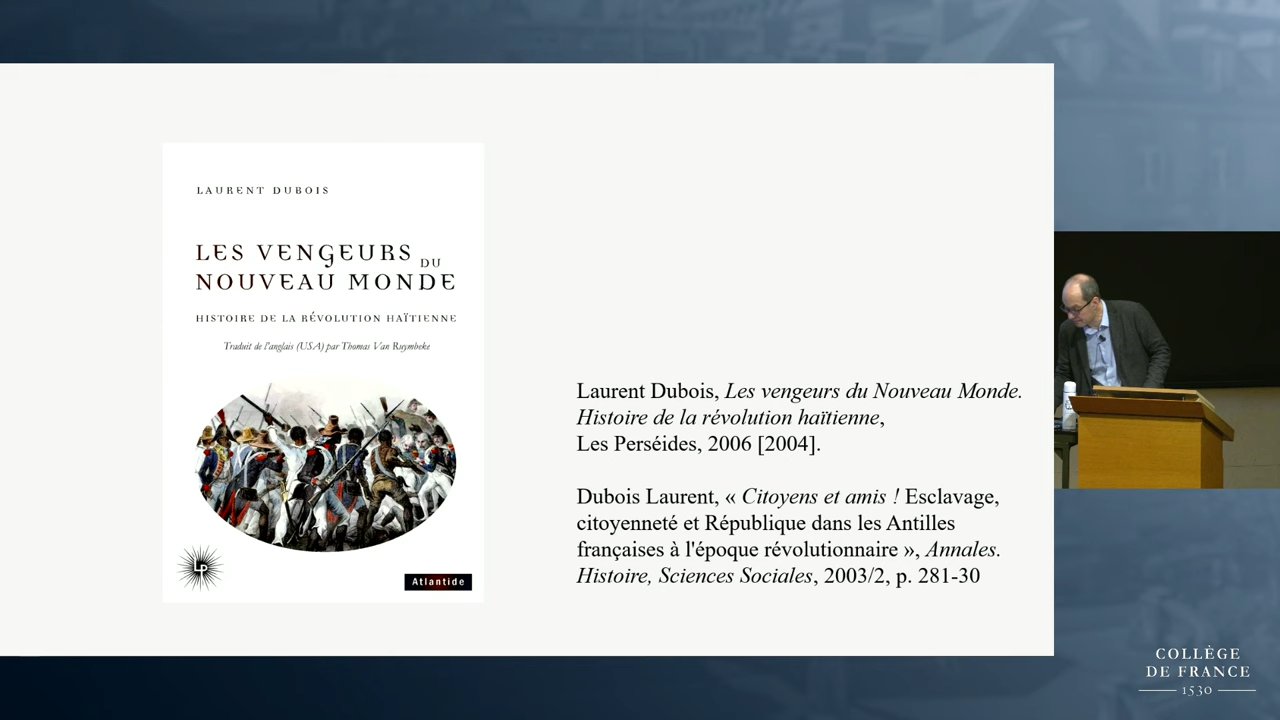 LAURENT DUBOIS
LES VENGEURS DU
NOUVEAU MONDE
HISTOIRE DE LA RÉVOLUTION HAÏTIENNE
Traduit de l'anglais (USA) par Thomas Van Ruymbeke
LP
Atlantide
Laurent Dubois, Les vengeurs du Nouveau Monde.
Histoire de la révolution haïtienne,
Les Perséides, 2006 [2004].
Dubois Laurent, « Citoyens et amis ! Esclavage,
citoyenneté et République dans les Antilles
françaises à l'époque révolutionnaire », Annales.
Histoire, Sciences Sociales, 2003/2, p. 281-30
COLLÈGE
DE FRANCE
1530